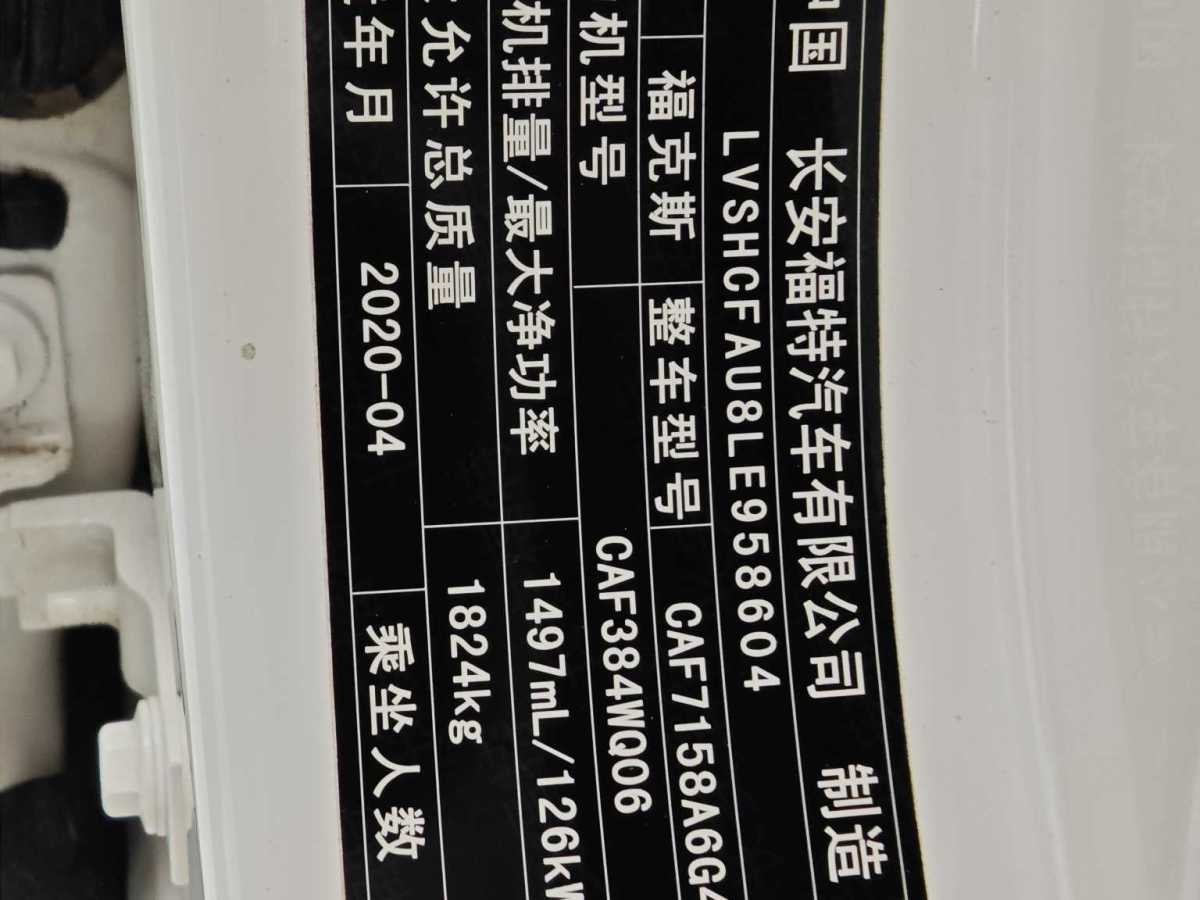 中国 长安福特汽车有限公司 制造
LVSHCFAU8LE958604
福克斯 整车型号 CAF7158A6G4
机型号 CAF384WQ06
机排量/最大净功率 1497mL/126kW
允许总质量 1824kg
年月 2020-04 乘坐人数